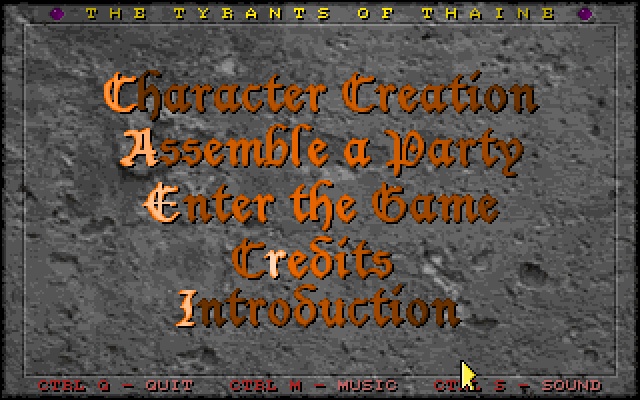 THE TYRANTS OF THAINE
Character Creation
Assemble a Party
Enter the Game
Credits
Introduction
CTRL Q - QUIT CTRL M - MUSIC CTRL S - SOUND